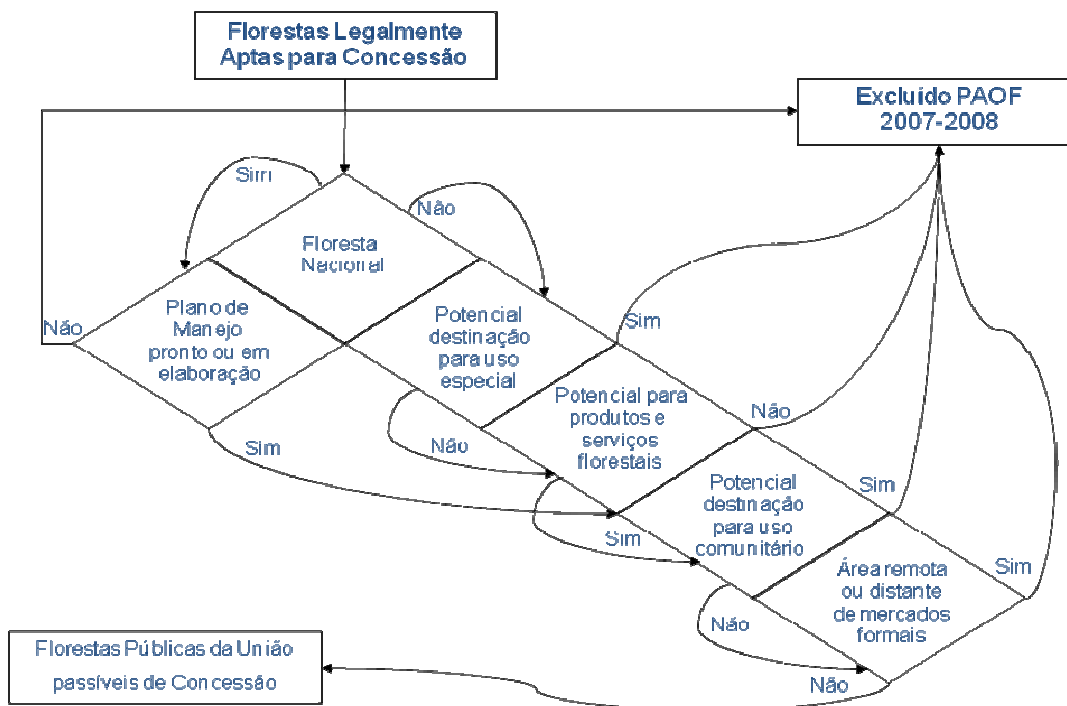 Florestas Legalmente
Aptas para Concessão
Excluído PAOF
2007-2008
Sim
Não
Floresta
Nacional
Plano de
Manejo
pronto ou em
elaboração
Não
Potencial
destinação
para uso
especial
Sim
Sim
Não
Potencial para
produtos e
serviços
florestais
Não
Sim
Potencial
destinação
para uso
comunitário
Sim
Não
Área remota
ou distante
de mercados
formais
Sim
Não
Florestas Públicas da União
passíveis de Concessão